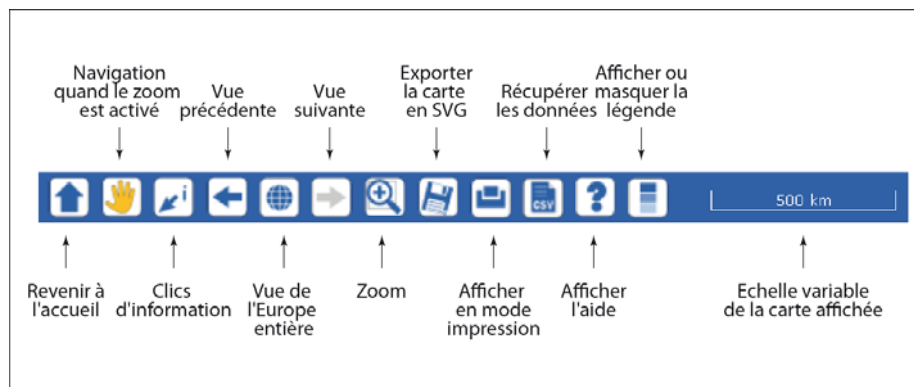 Navigation
quand le zoom
est activé
Vue
précédente
Vue
suivante
Exporter
la carte
en SVG
Récupérer
les données
Afficher ou
masquer la
légende
i
CSV
?
500 km
Revenir à
l'accueil
Clics
d'information
Vue de
l'Europe
entière
Zoom
Afficher
en mode
impression
Afficher
l'aide
Echelle variable
de la carte affichée